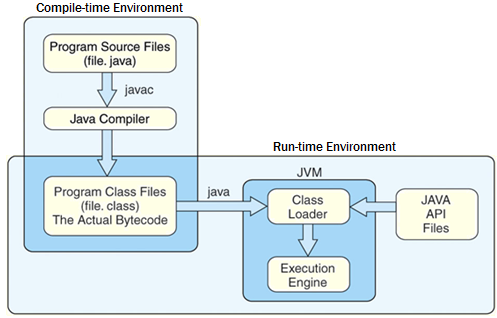 Compile-time Environment
Program Source Files
(file. java)
javac
Java Compiler
Run-time Environment
Program Class Files
(file. class)
The Actual Bytecode
java
JVM
Class
Loader
JAVA
API
Files
Execution
Engine